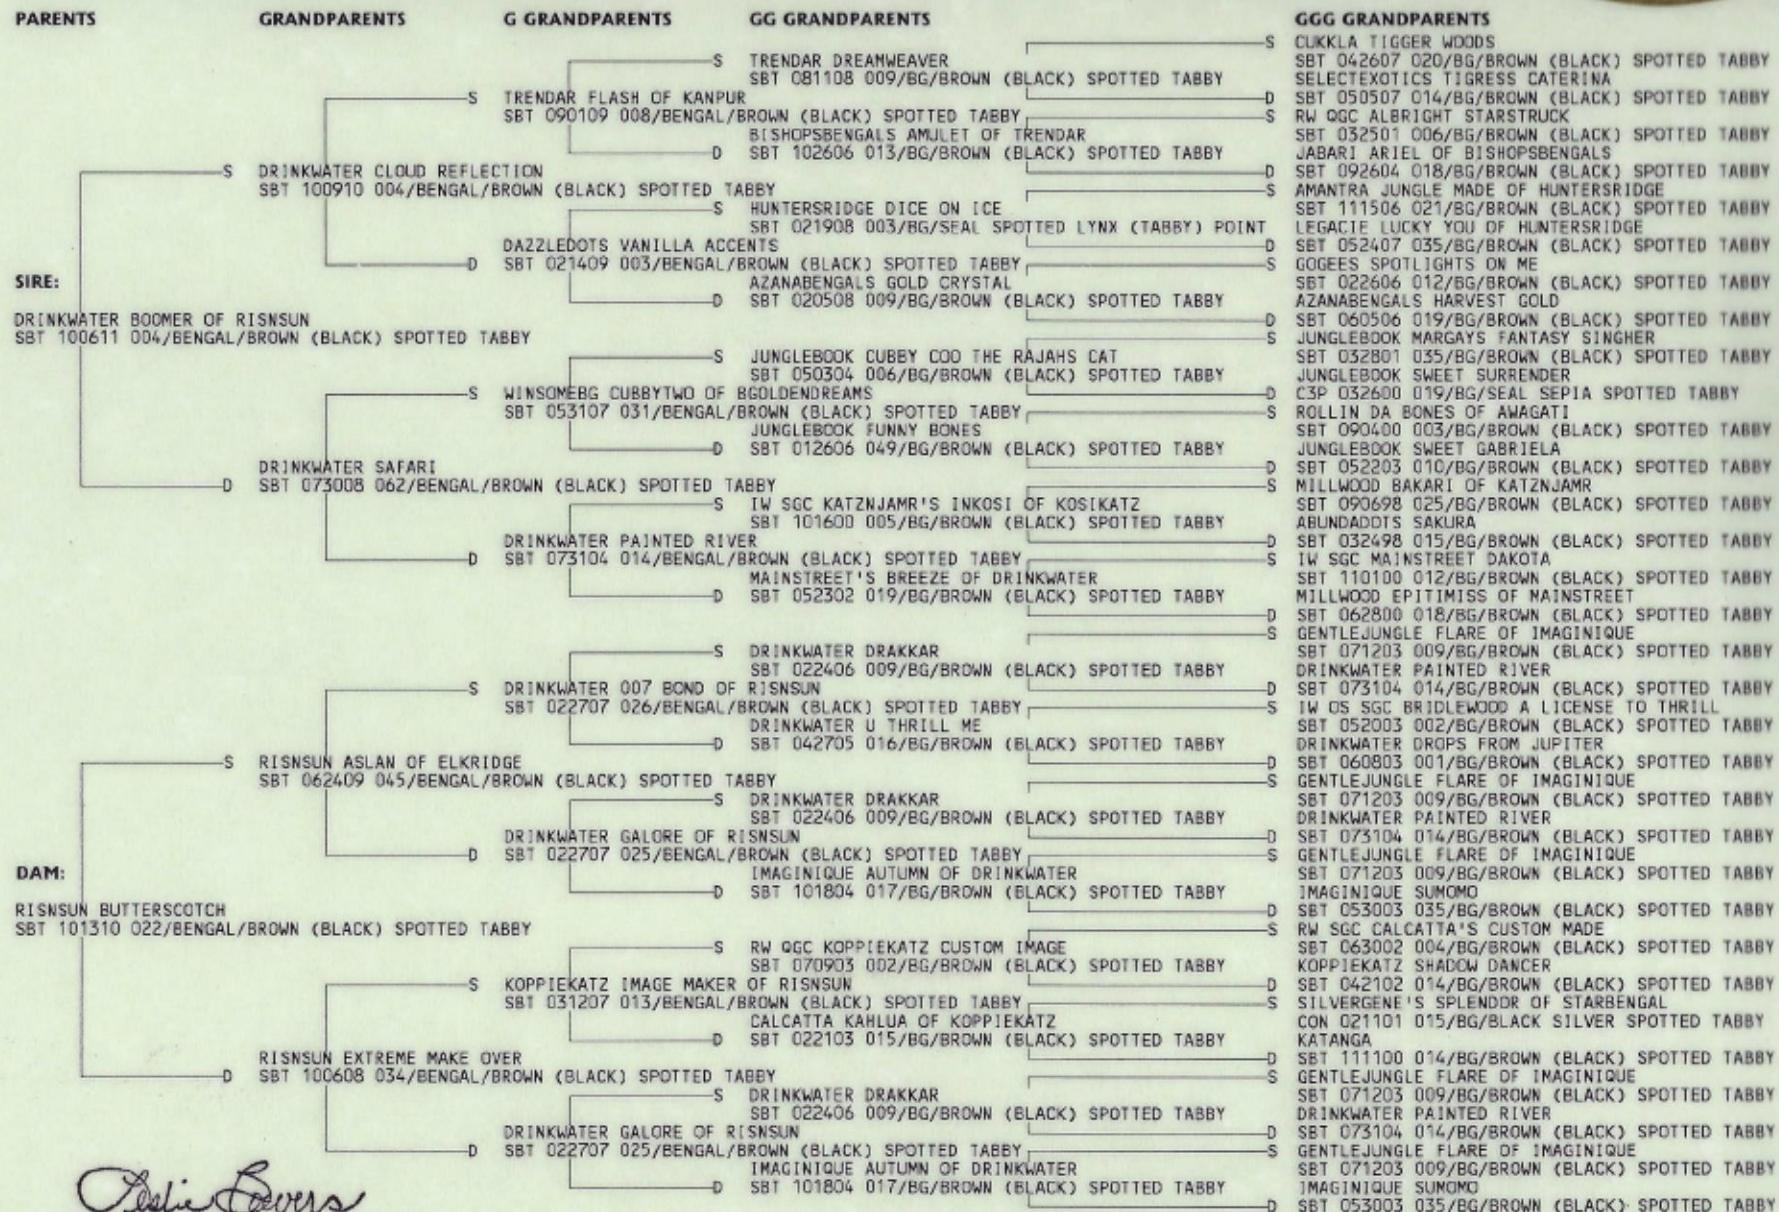 PARENTS GRANDPARENTS G GRANDPARENTS GG GRANDPARENTS GGG GRANDPARENTS
S CUKKLA TIGGER WOODS
S TRENDAR DREAMWEAVER SBT 042607 020/BG/BROWN (BLACK) SPOTTED TABBY
SBT 081108 009/BG/BROWN (BLACK) SPOTTED TABBY SELECTEXOTICS TIGRESS CATERINA
S TRENDAR FLASH OF KANPUR D SBT 050507 014/BG/BROWN (BLACK) SPOTTED TABBY
SBT 090109 008/BENGAL/BROWN (BLACK) SPOTTED TABBY S RW QGC ALBRIGHT STARSTRUCK
BISHOPSBENGALS AMULET OF TRENDAR SBT 032501 006/BG/BROWN (BLACK) SPOTTED TABBY
D SBT 102606 013/BG/BROWN (BLACK) SPOTTED TABBY JABARI ARIEL OF BISHOPSBENGALS
S DRINKWATER CLOUD REFLECTION D SBT 092604 018/BG/BROWN (BLACK) SPOTTED TABBY
SBT 100910 004/BENGAL/BROWN (BLACK) SPOTTED TABBY S AMANTRA JUNGLE MADE OF HUNTERSRIDGE
S HUNTERSRIDGE DICE ON ICE SBT 111506 021/BG/BROWN (BLACK) SPOTTED TABBY
SBT 021908 003/BG/SEAL SPOTTED LYNX (TABBY) POINT LEGACIE LUCKY YOU OF HUNTERSRIDGE
DAZZLEDOTS VANILLA ACCENTS D SBT 052407 035/BG/BROWN (BLACK) SPOTTED TABBY
D SBT 021409 003/BENGAL/BROWN (BLACK) SPOTTED TABBY S GOGEES SPOTLIGHTS ON ME
SIRE: AZANABENGALS GOLD CRYSTAL SBT 022606 012/BG/BROWN (BLACK) SPOTTED TABBY
D SBT 020508 009/BG/BROWN (BLACK) SPOTTED TABBY AZANABENGALS HARVEST GOLD
DRINKWATER BOOMER OF RISNSUN D SBT 060506 019/BG/BROWN (BLACK) SPOTTED TABBY
SBT 100611 004/BENGAL/BROWN (BLACK) SPOTTED TABBY S JUNGLEBOOK MARGAYS FANTASY SINGHER
S JUNGLEBOOK CUBBY COO THE RAJAHS CAT SBT 032801 035/BG/BROWN (BLACK) SPOTTED TABBY
SBT 050304 006/BG/BROWN (BLACK) SPOTTED TABBY JUNGLEBOOK SWEET SURRENDER
S WINSOMEBG CUBBYTWO OF BGOLDENDREAMS D C3P 032600 019/BG/SEAL SEPIA SPOTTED TABBY
SBT 053107 031/BENGAL/BROWN (BLACK) SPOTTED TABBY S ROLLIN DA BONES OF AWAGATI
JUNGLEBOOK FUNNY BONES SBT 090400 003/BG/BROWN (BLACK) SPOTTED TABBY
D SBT 012606 049/BG/BROWN (BLACK) SPOTTED TABBY JUNGLEBOOK SWEET GABRIELA
DRINKWATER SAFARI D SBT 052203 010/BG/BROWN (BLACK) SPOTTED TABBY
D SBT 073008 062/BENGAL/BROWN (BLACK) SPOTTED TABBY S MILLWOOD BAKARI OF KATZNJAMR
S IW SGC KATZNJAMR'S INKOSI OF KOSIKATZ SBT 090698 025/BG/BROWN (BLACK) SPOTTED TABBY
SBT 101600 005/BG/BROWN (BLACK) SPOTTED TABBY ABUNDADOTS SAKURA
DRINKWATER PAINTED RIVER D SBT 032498 015/BG/BROWN (BLACK) SPOTTED TABBY
D SBT 073104 014/BENGAL/BROWN (BLACK) SPOTTED TABBY S IW SGC MAINSTREET DAKOTA
MAINSTREET'S BREEZE OF DRINKWATER SBT 110100 012/BG/BROWN (BLACK) SPOTTED TABBY
D SBT 052302 019/BG/BROWN (BLACK) SPOTTED TABBY MILLWOOD EPITIMISS OF MAINSTREET
D SBT 062800 018/BG/BROWN (BLACK) SPOTTED TABBY
S GENTLEJUNGLE FLARE OF IMAGINIQUE
S DRINKWATER DRAKKAR SBT 071203 009/BG/BROWN (BLACK) SPOTTED TABBY
SBT 022406 009/BG/BROWN (BLACK) SPOTTED TABBY DRINKWATER PAINTED RIVER
S DRINKWATER 007 BOND OF RISNSUN D SBT 073104 014/BG/BROWN (BLACK) SPOTTED TABBY
SBT 022707 026/BENGAL/BROWN (BLACK) SPOTTED TABBY S IW OS SGC BRIDLEWOOD A LICENSE TO THRILL
DRINKWATER U THRILL ME SBT 052003 002/BG/BROWN (BLACK) SPOTTED TABBY
D SBT 042705 016/BG/BROWN (BLACK) SPOTTED TABBY DRINKWATER DROPS FROM JUPITER
S RISNSUN ASLAN OF ELKRIDGE D SBT 060803 001/BG/BROWN (BLACK) SPOTTED TABBY
SBT 062409 045/BENGAL/BROWN (BLACK) SPOTTED TABBY S GENTLEJUNGLE FLARE OF IMAGINIQUE
S DRINKWATER DRAKKAR SBT 071203 009/BG/BROWN (BLACK) SPOTTED TABBY
SBT 022406 009/BG/BROWN (BLACK) SPOTTED TABBY DRINKWATER PAINTED RIVER
DRINKWATER GALORE OF RISNSUN D SBT 073104 014/BG/BROWN (BLACK) SPOTTED TABBY
D SBT 022707 025/BENGAL/BROWN (BLACK) SPOTTED TABBY S GENTLEJUNGLE FLARE OF IMAGINIQUE
DAM: IMAGINIQUE AUTUMN OF DRINKWATER SBT 071203 009/BG/BROWN (BLACK) SPOTTED TABBY
D SBT 101804 017/BG/BROWN (BLACK) SPOTTED TABBY IMAGINIQUE SUMOMO
RISNSUN BUTTERSCOTCH D SBT 053003 035/BG/BROWN (BLACK) SPOTTED TABBY
SBT 101310 022/BENGAL/BROWN (BLACK) SPOTTED TABBY S RW SGC CALCATTA'S CUSTOM MADE
S RW QGC KOPPIEKATZ CUSTOM IMAGE SBT 063002 004/BG/BROWN (BLACK) SPOTTED TABBY
SBT 070903 002/BG/BROWN (BLACK) SPOTTED TABBY KOPPIEKATZ SHADOW DANCER
S KOPPIEKATZ IMAGE MAKER OF RISNSUN D SBT 042102 014/BG/BROWN (BLACK) SPOTTED TABBY
SBT 031207 013/BENGAL/BROWN (BLACK) SPOTTED TABBY S SILVERGENE'S SPLENDOR OF STARBENGAL
CALCATTA KAHLUA OF KOPPIEKATZ CON 021101 015/BG/BLACK SILVER SPOTTED TABBY
D SBT 022103 015/BG/BROWN (BLACK) SPOTTED TABBY KATANGA
RISNSUN EXTREME MAKE OVER D SBT 111100 014/BG/BROWN (BLACK) SPOTTED TABBY
D SBT 100608 034/BENGAL/BROWN (BLACK) SPOTTED TABBY S GENTLEJUNGLE FLARE OF IMAGINIQUE
S DRINKWATER DRAKKAR SBT 071203 009/BG/BROWN (BLACK) SPOTTED TABBY
SBT 022406 009/BG/BROWN (BLACK) SPOTTED TABBY DRINKWATER PAINTED RIVER
DRINKWATER GALORE OF RISNSUN D SBT 073104 014/BG/BROWN (BLACK) SPOTTED TABBY
D SBT 022707 025/BENGAL/BROWN (BLACK) SPOTTED TABBY S GENTLEJUNGLE FLARE OF IMAGINIQUE
IMAGINIQUE AUTUMN OF DRINKWATER SBT 071203 009/BG/BROWN (BLACK) SPOTTED TABBY
D SBT 101804 017/BG/BROWN (BLACK) SPOTTED TABBY IMAGINIQUE SUMOMO
Leslie Bowers D SBT 053003 035/BG/BROWN (BLACK) SPOTTED TABBY